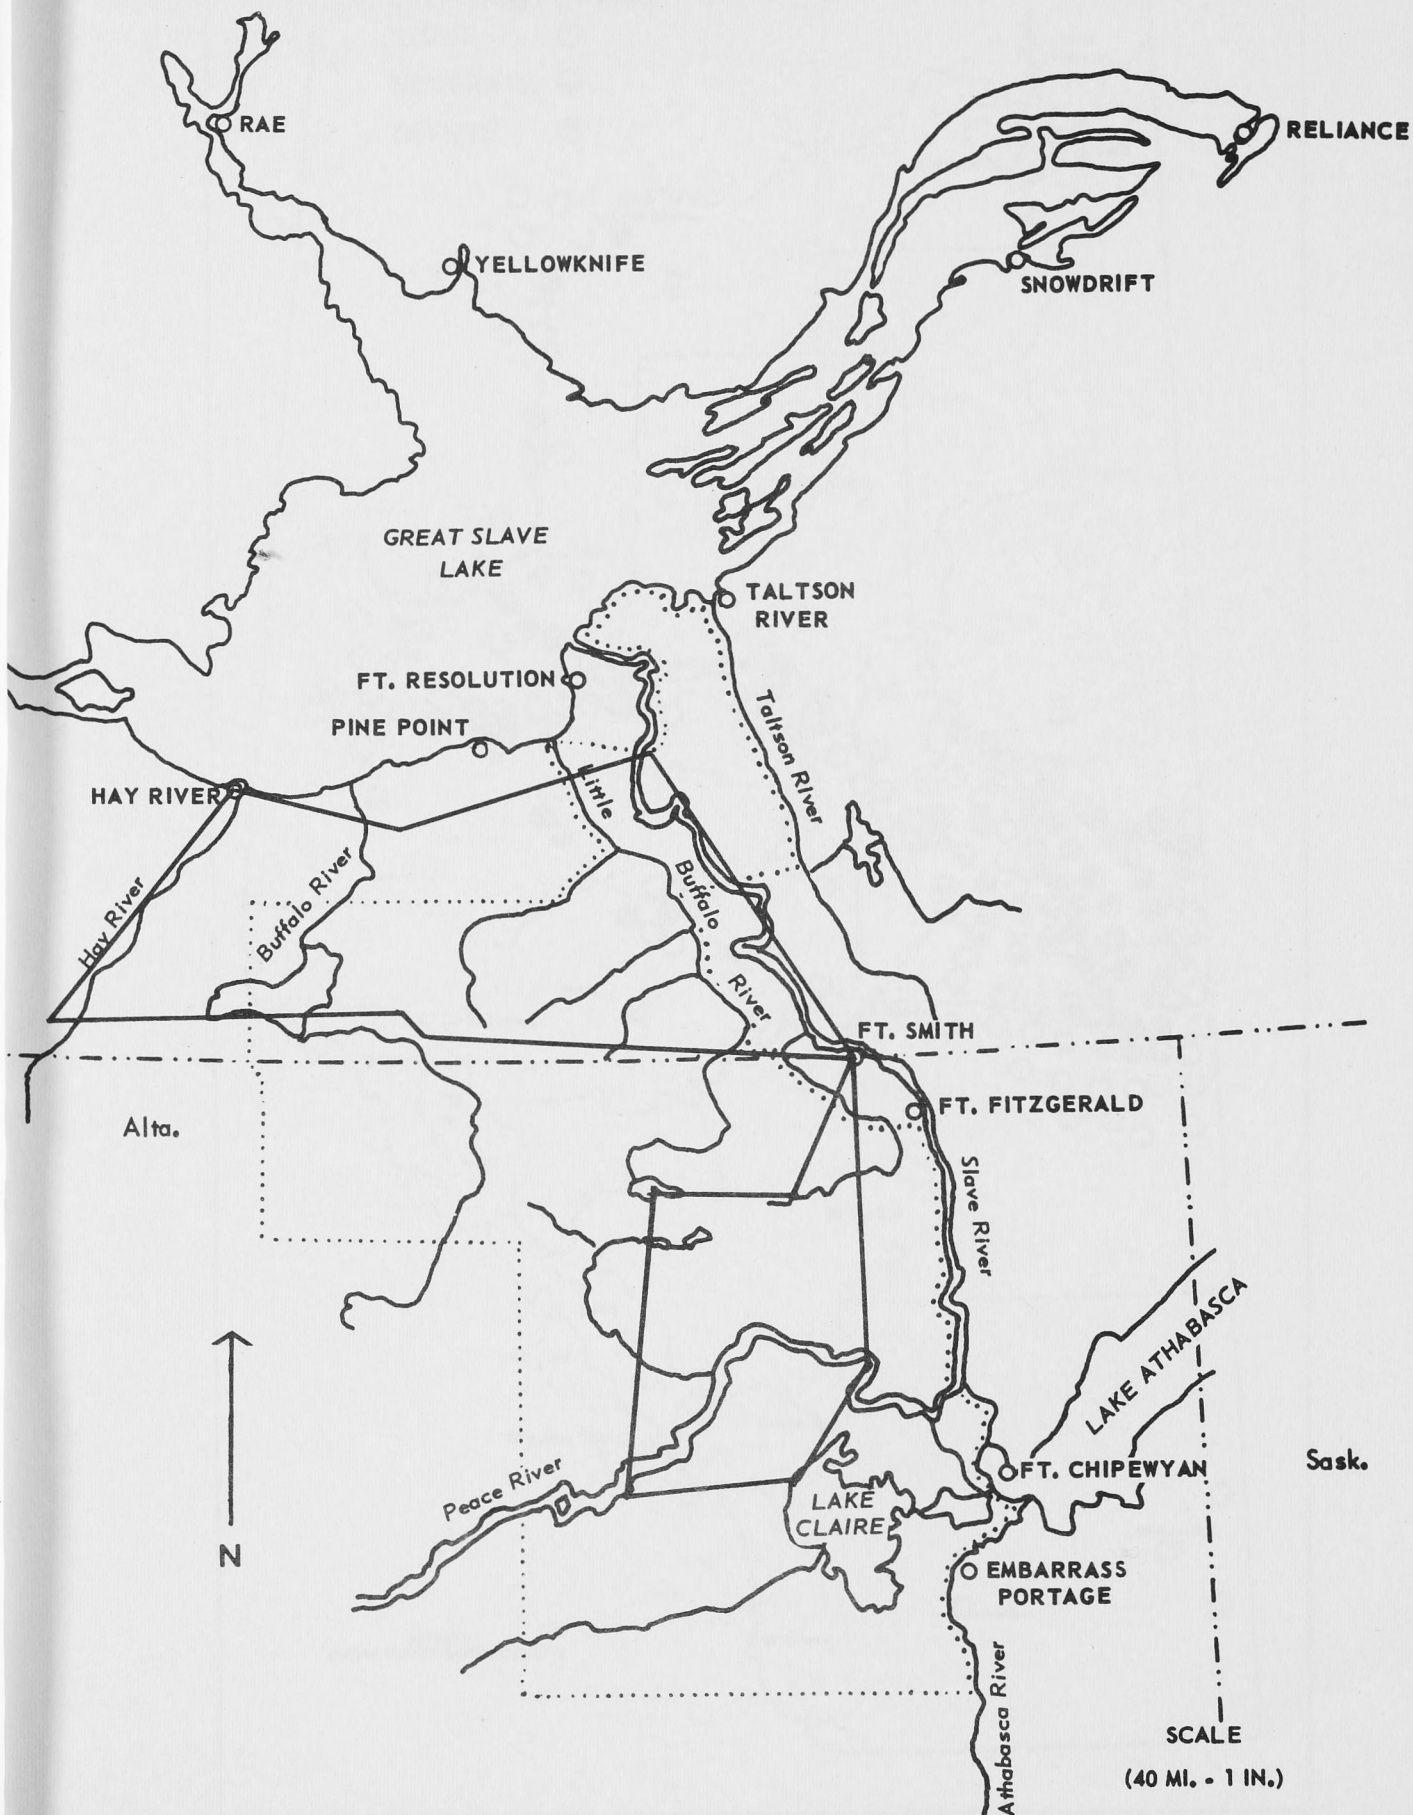 RAE
RELIANCE
YELLOWKNIFE
SNOWDRIFT
GREAT SLAVE
LAKE
TALTSON
RIVER
FT. RESOLUTION
PINE POINT
Taltson River
HAY RIVER
Little
Buffalo
River
Hay River
Buffalo River
FT. SMITH
FT. FITZGERALD
Alta.
Slave River
LAKE ATHABASCA
Peace River
FT. CHIPEWYAN
Sask.
LAKE
CLAIRE
N
EMBARRASS
PORTAGE
Athabasca River
SCALE
(40 MI. - 1 IN.)